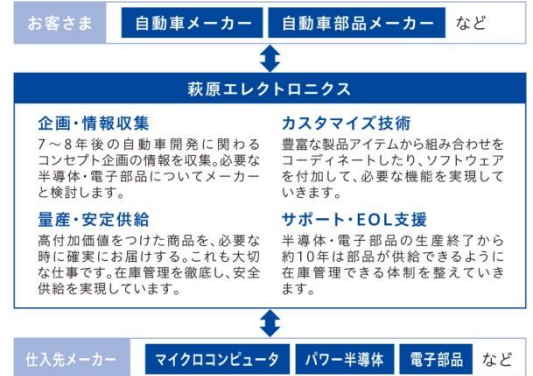 お客さま 自動車メーカー 自動車部品メーカー など
萩原エレクトロニクス
企画・情報収集
7～8年後の自動車開発に関わる
コンセプト企画の情報を収集。必要な
半導体・電子部品についてメーカー
と検討します。
カスタマイズ技術
豊富な製品アイテムから組み合わせを
コーディネートしたり、ソフトウェア
を付加して、必要な機能を実現して
いきます。
量産・安定供給
高付加価値をつけた商品を、必要な
時に確実にお届けする。これも大切
な仕事です。在庫管理を徹底し、安全
供給を実現しています。
サポート・EOL支援
半導体・電子部品の生産終了から
約10年は部品が供給できるように
在庫管理できる体制を整えていき
ます。
仕入先メーカー マイクロコンピュータ パワー半導体 電子部品 など